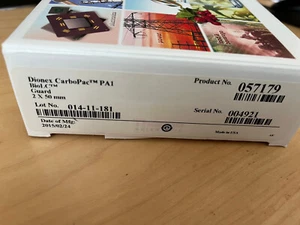 Dionex CarboPac™ PA1
BioLC™
Guard
2 X 50 mm
Product No. 057179
Lot No. 014-11-181
Serial No. 004921
Date of Mfg:
2015/02/24
Made in USA